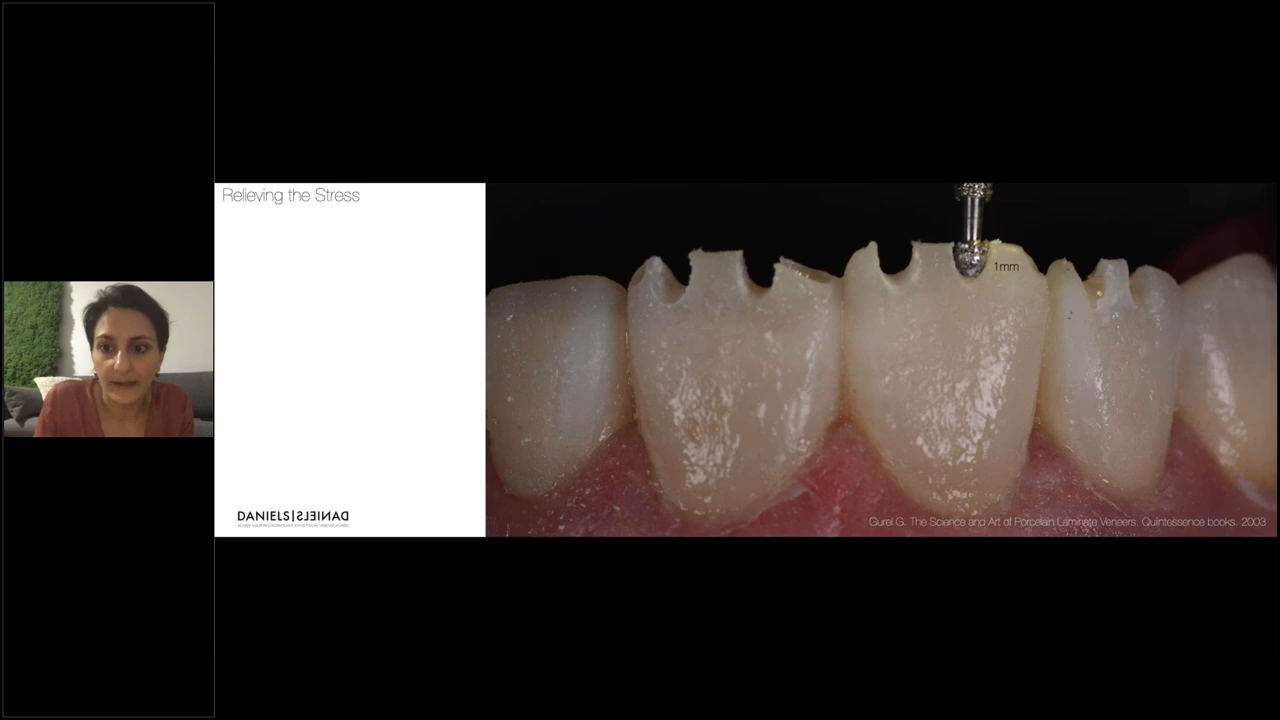 Relieving the Stress
1mm
DANIELS|DANIELS
Gurel G. The Science and Art of Porcelain Laminate Veneers. Quintessence books. 2003